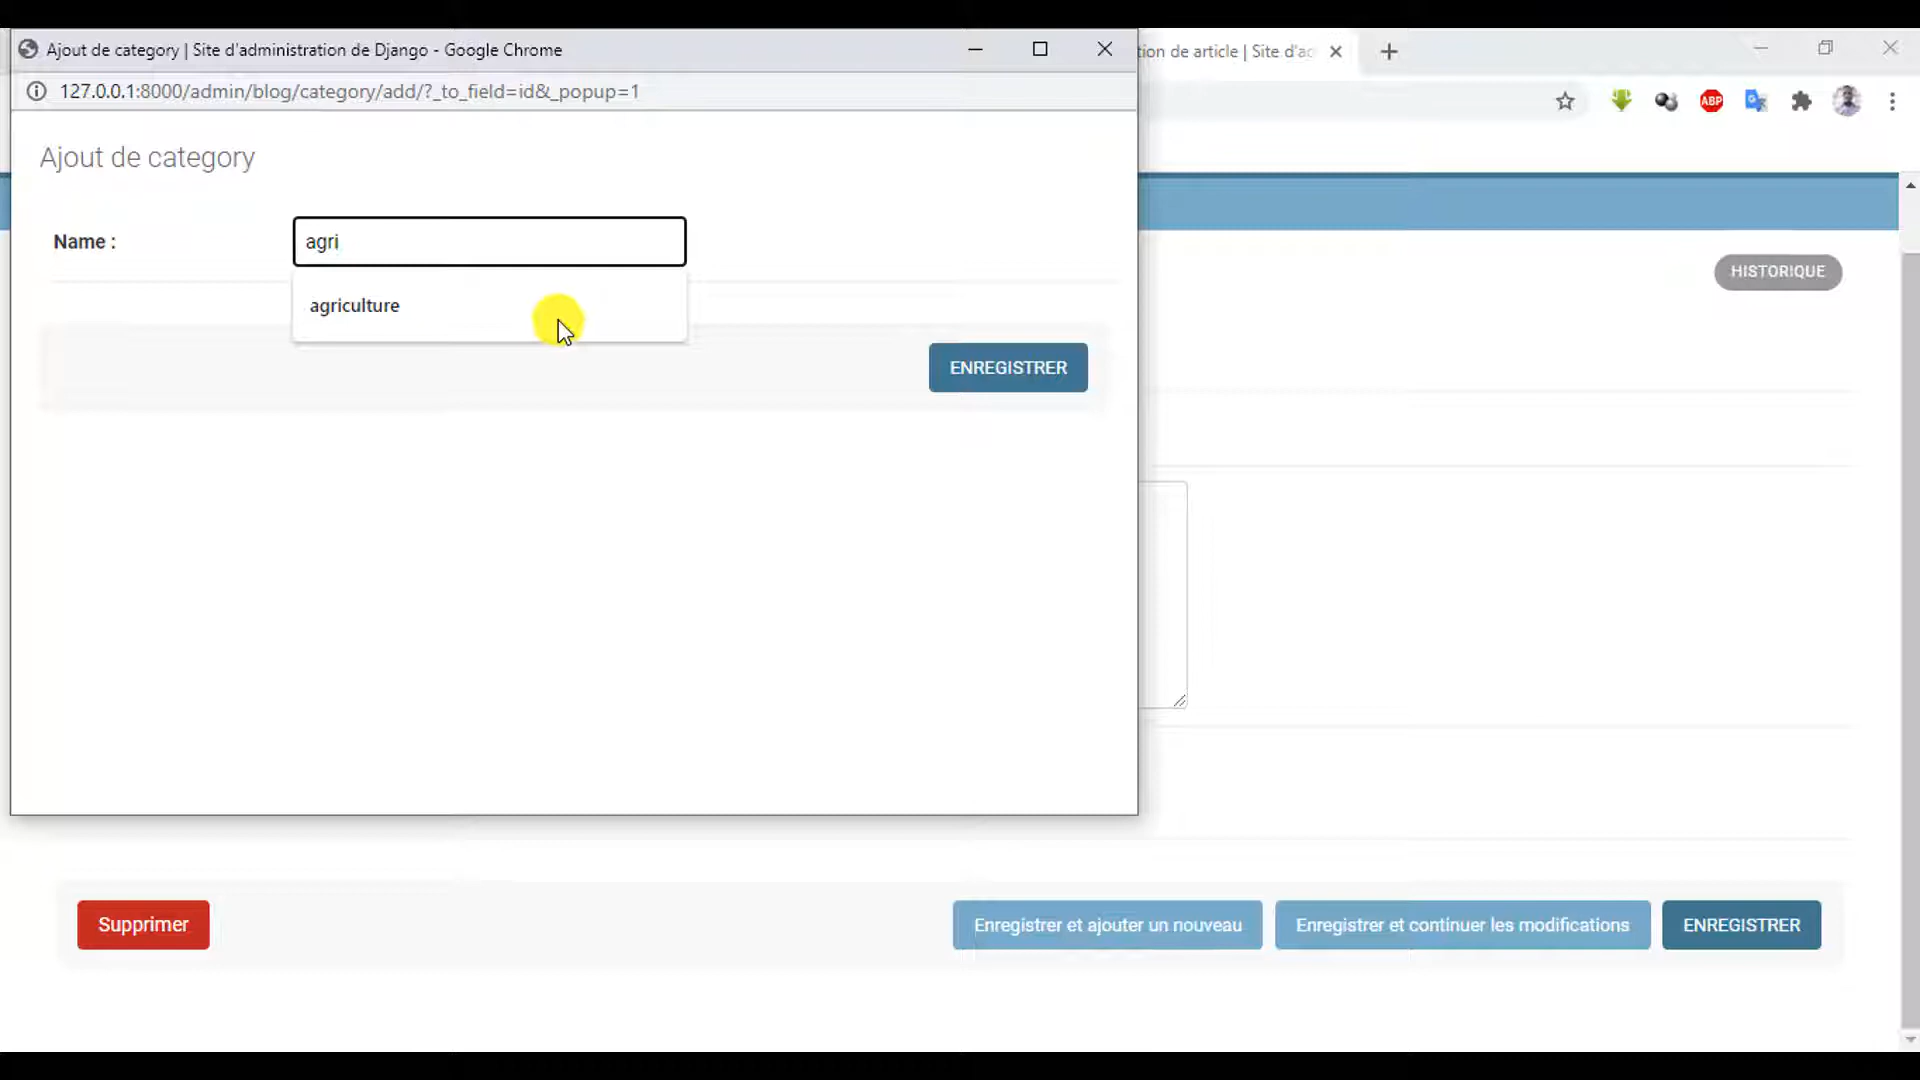 Ajout de category | Site d'administration de Django - Google Chrome
tion de article | Site d'ad
127.0.0.1:8000/admin/blog/category/add/?_to_field=id&_popup=1
ABP
Ajout de category
Name :
agri
HISTORIQUE
agriculture
ENREGISTRER
Supprimer
Enregistrer et ajouter un nouveau
Enregistrer et continuer les modifications
ENREGISTRER